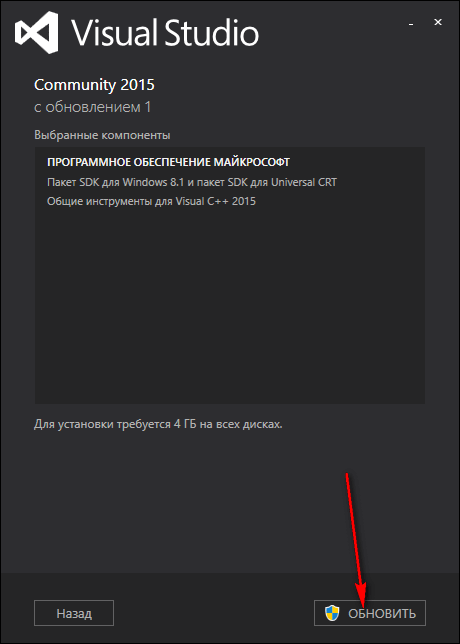 Visual Studio
Community 2015
с обновлением 1
Выбранные компоненты
ПРОГРАММНОЕ ОБЕСПЕЧЕНИЕ МАЙКРОСОФТ
Пакет SDK для Windows 8.1 и пакет SDK для Universal CRT
Общие инструменты для Visual C++ 2015
Для установки требуется 4 ГБ на всех дисках.
Назад
ОБНОВИТЬ